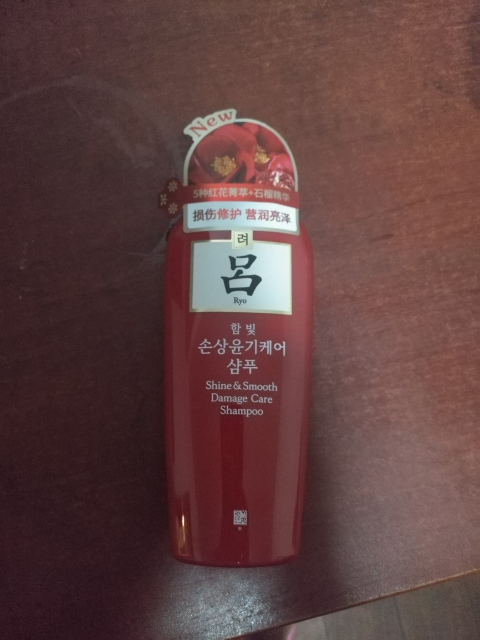 New
5种红花菁萃+石榴精华
损伤修护 营润亮泽
려
呂
Ryo
함빛
손상윤기케어
샴푸
Shine & Smooth
Damage Care
Shampoo